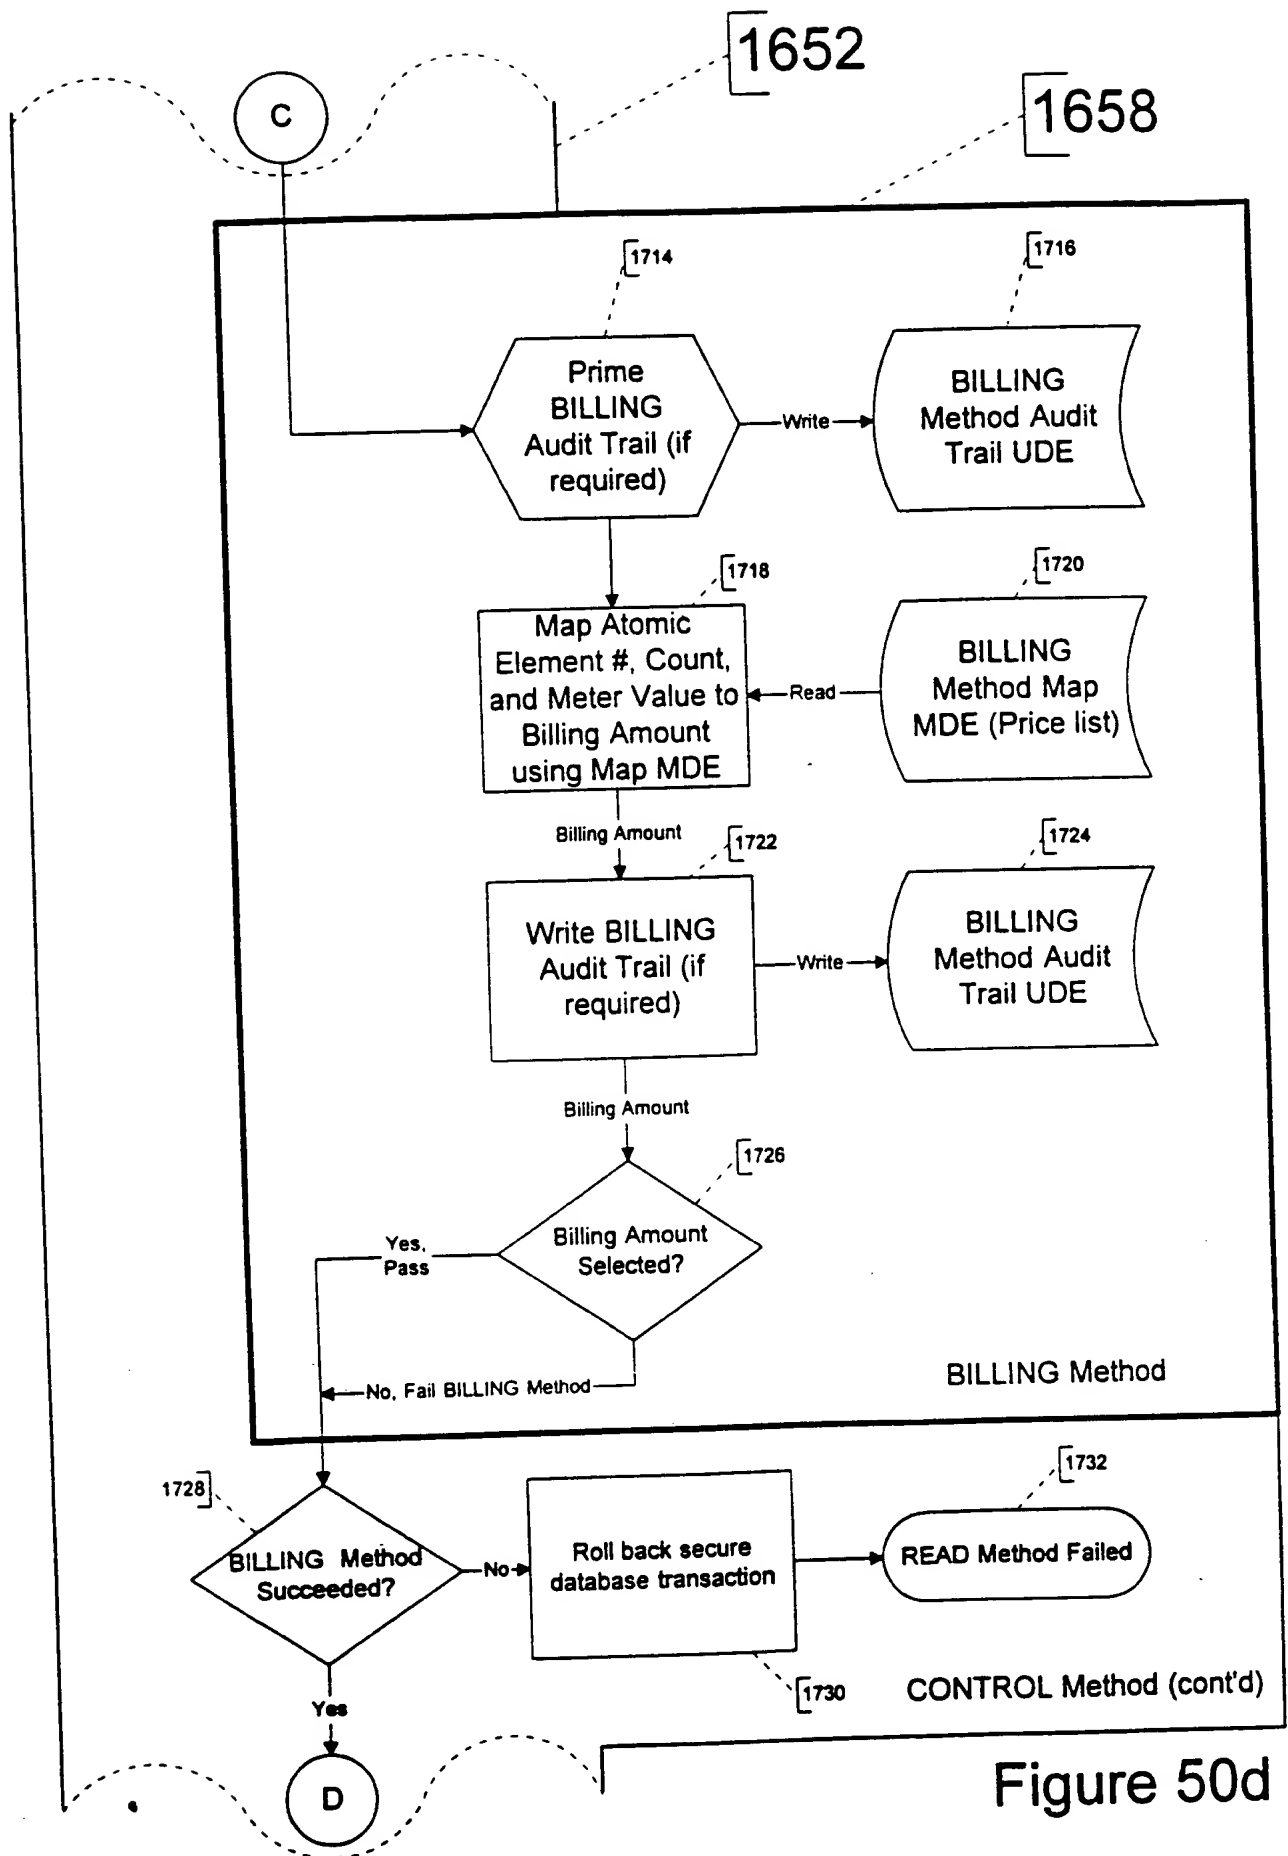 1652
C
1658
1714
1716
Prime
BILLING
Audit Trail (if
required)
Write
BILLING
Method Audit
Trail UDE
1718
1720
Map Atomic
Element #, Count,
and Meter Value to
Billing Amount
using Map MDE
Read
BILLING
Method Map
MDE (Price list)
Billing Amount
1722
1724
Write BILLING
Audit Trail (if
required)
Write
BILLING
Method Audit
Trail UDE
Billing Amount
1726
Billing Amount
Selected?
Yes,
Pass
No, Fail BILLING Method
BILLING Method
1728
1732
BILLING Method
Succeeded?
No
Roll back secure
database transaction
READ Method Failed
1730
CONTROL Method (cont'd)
Yes
D
Figure 50d